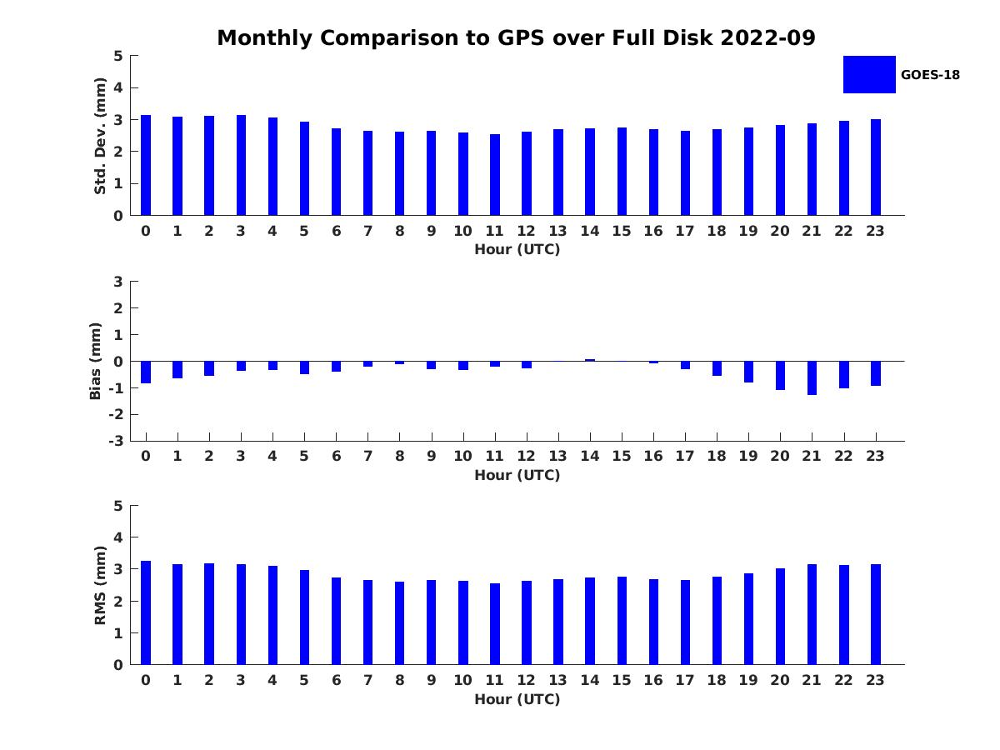 Monthly Comparison to GPS over Full Disk 2022-09
GOES-18
Std. Dev. (mm)
5
4
3
2
1
0
0 1 2 3 4 5 6 7 8 9 10 11 12 13 14 15 16 17 18 19 20 21 22 23
Hour (UTC)
Bias (mm)
3
2
1
0
-1
-2
-3
0 1 2 3 4 5 6 7 8 9 10 11 12 13 14 15 16 17 18 19 20 21 22 23
Hour (UTC)
RMS (mm)
5
4
3
2
1
0
0 1 2 3 4 5 6 7 8 9 10 11 12 13 14 15 16 17 18 19 20 21 22 23
Hour (UTC)